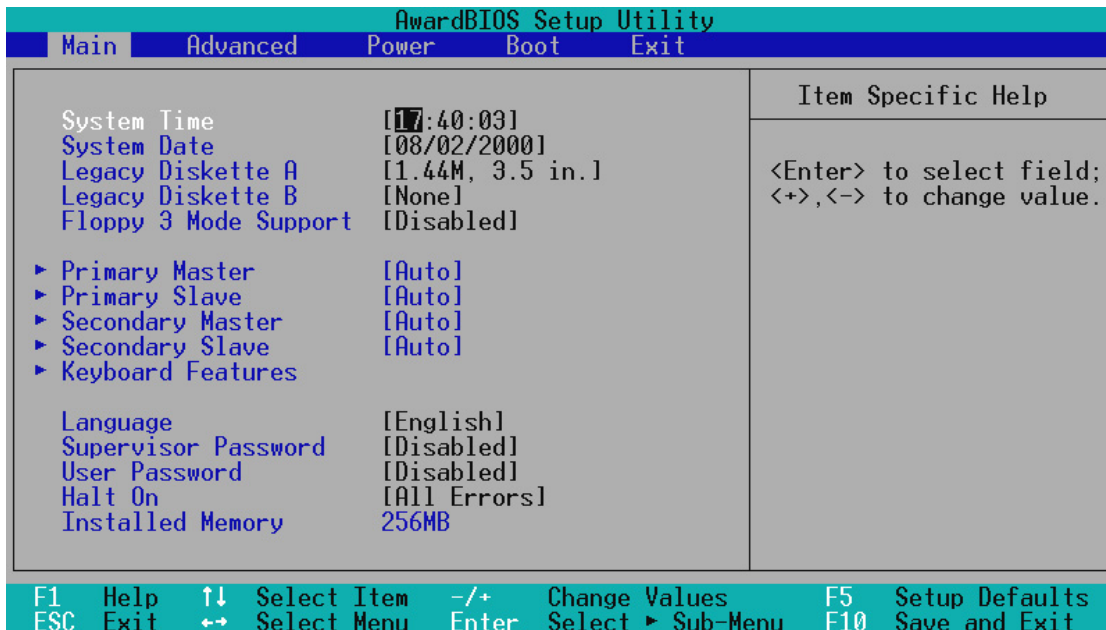 AwardBIOS Setup Utility
Main Advanced Power Boot Exit
Item Specific Help
System Time [17:40:03]
System Date [08/02/2000]
Legacy Diskette A [1.44M, 3.5 in.]
Legacy Diskette B [None]
Floppy 3 Mode Support [Disabled]
<Enter> to select field;
<+>,<-> to change value.
▶ Primary Master [Auto]
▶ Primary Slave [Auto]
▶ Secondary Master [Auto]
▶ Secondary Slave [Auto]
▶ Keyboard Features
Language [English]
Supervisor Password [Disabled]
User Password [Disabled]
Halt On [All Errors]
Installed Memory 256MB
F1 Help ↑↓ Select Item -/+ Change Values F5 Setup Defaults
ESC Exit ←→ Select Menu Enter Select ▶ Sub-Menu F10 Save and Exit